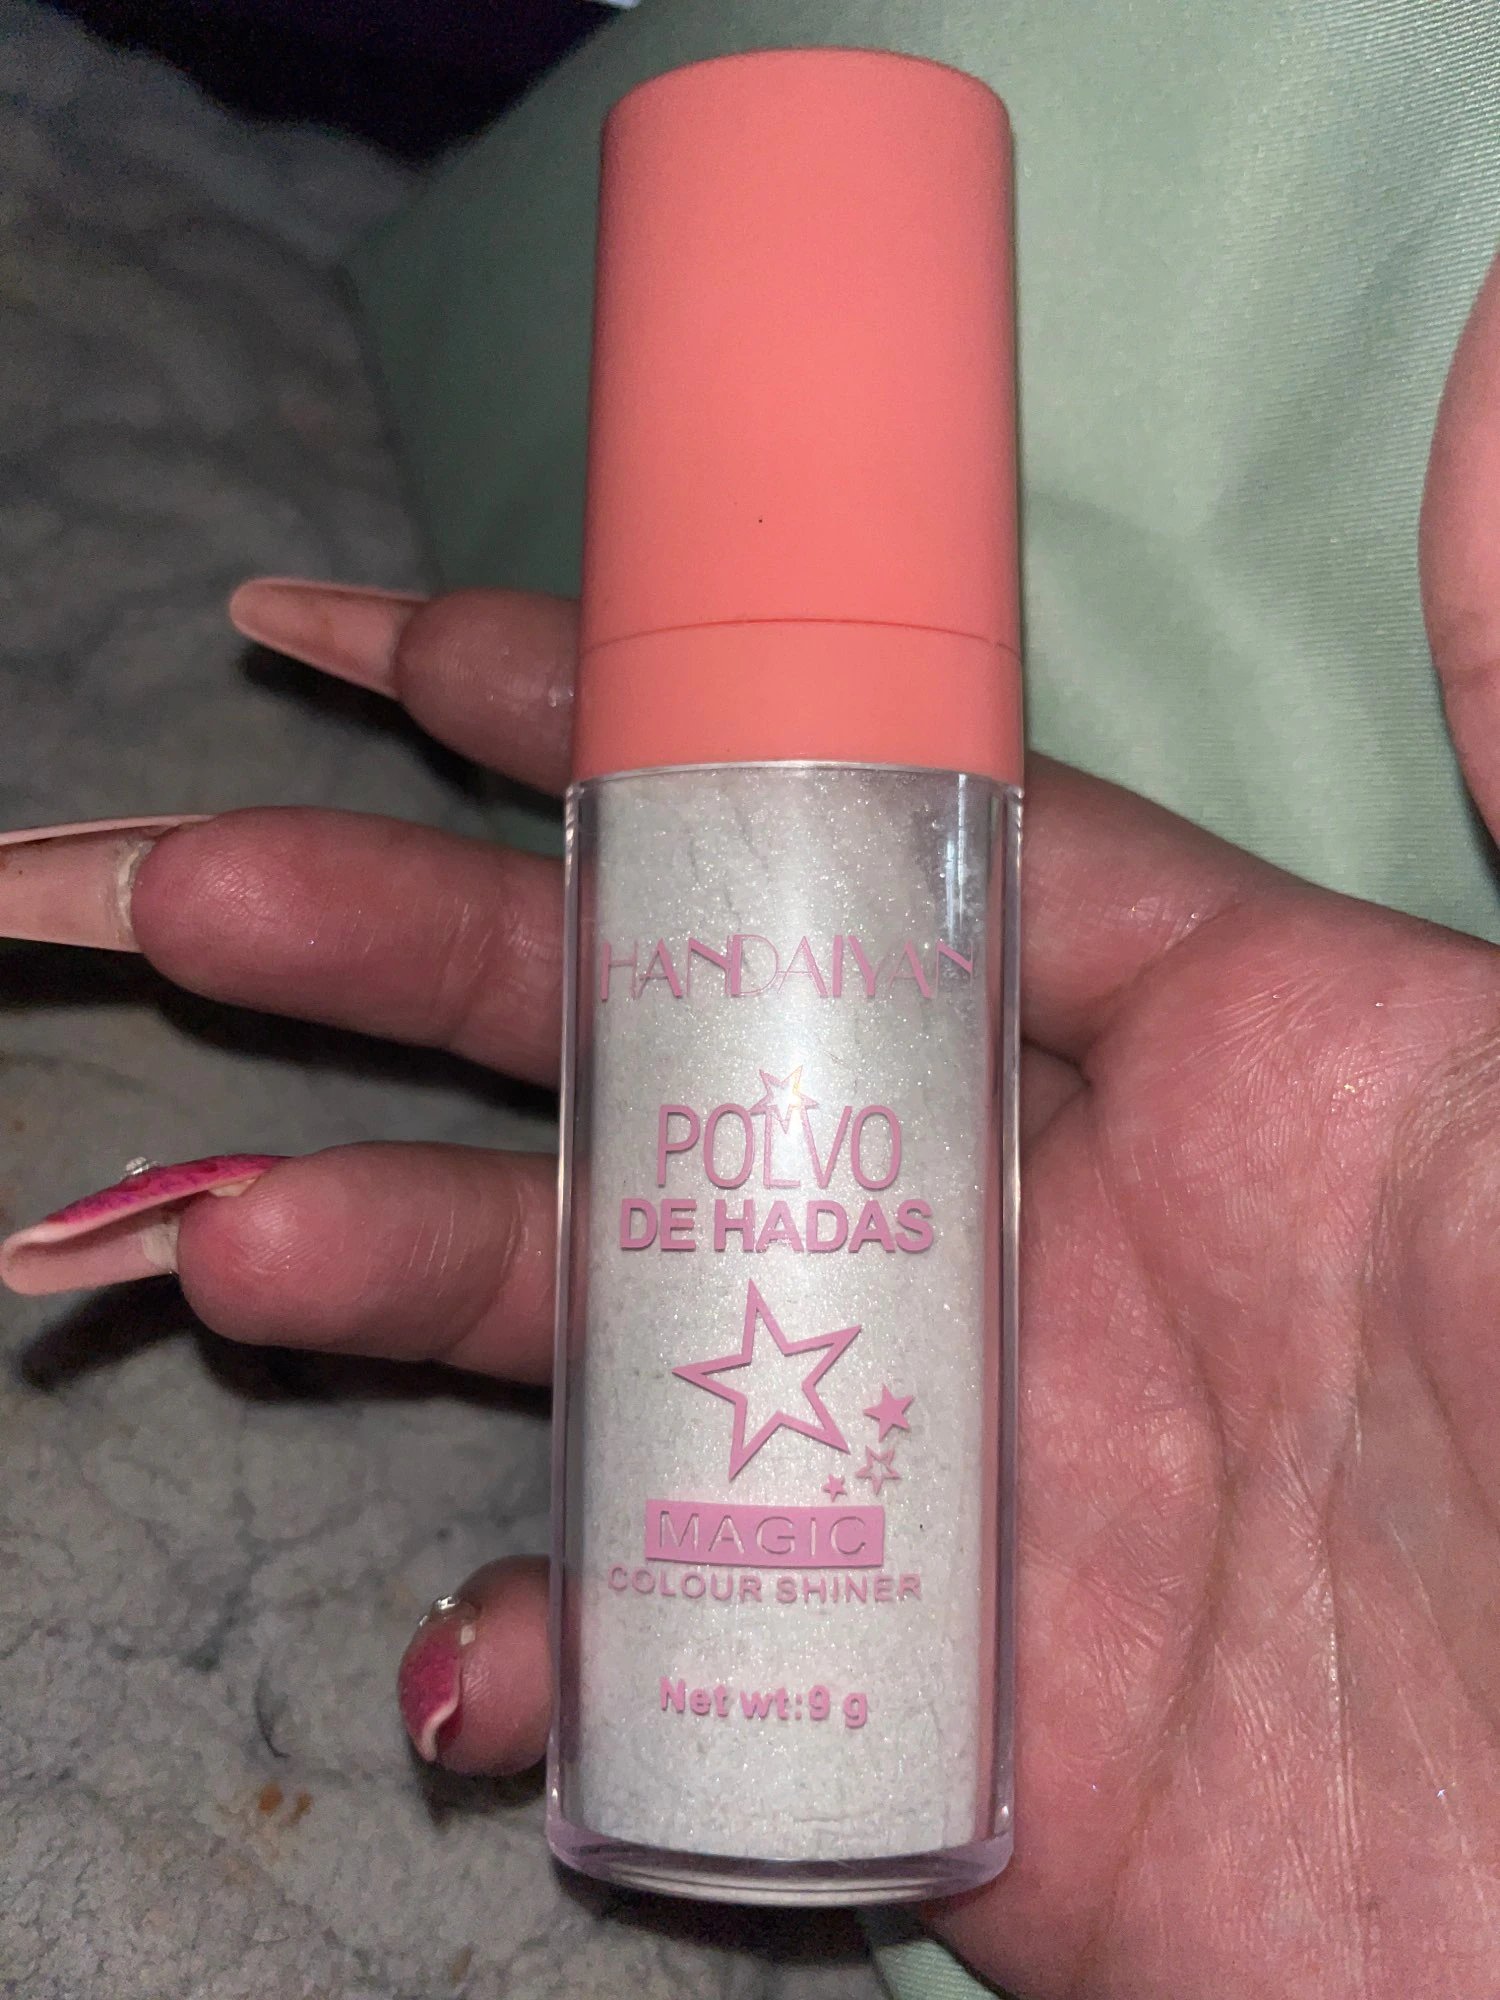 HANDAIYAN
POLVO
DE HADAS
MAGIC
COLOUR SHINER
Net wt:9 g